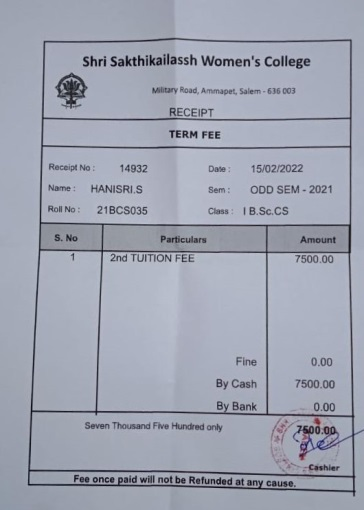 Shri Sakthikailassh Women's College
Military Road, Ammapet, Salem - 636 003
RECEIPT
TERM FEE
Receipt No : 14932 Date : 15/02/2022
Name : HANISRI.S Sem : ODD SEM - 2021
Roll No : 21BCS035 Class : I B.Sc.CS
S. No Particulars Amount
1 2nd TUITION FEE 7500.00
Fine 0.00
By Cash 7500.00
By Bank 0.00
Seven Thousand Five Hundred only 7500.00
Cashier
Fee once paid will not be Refunded at any cause.